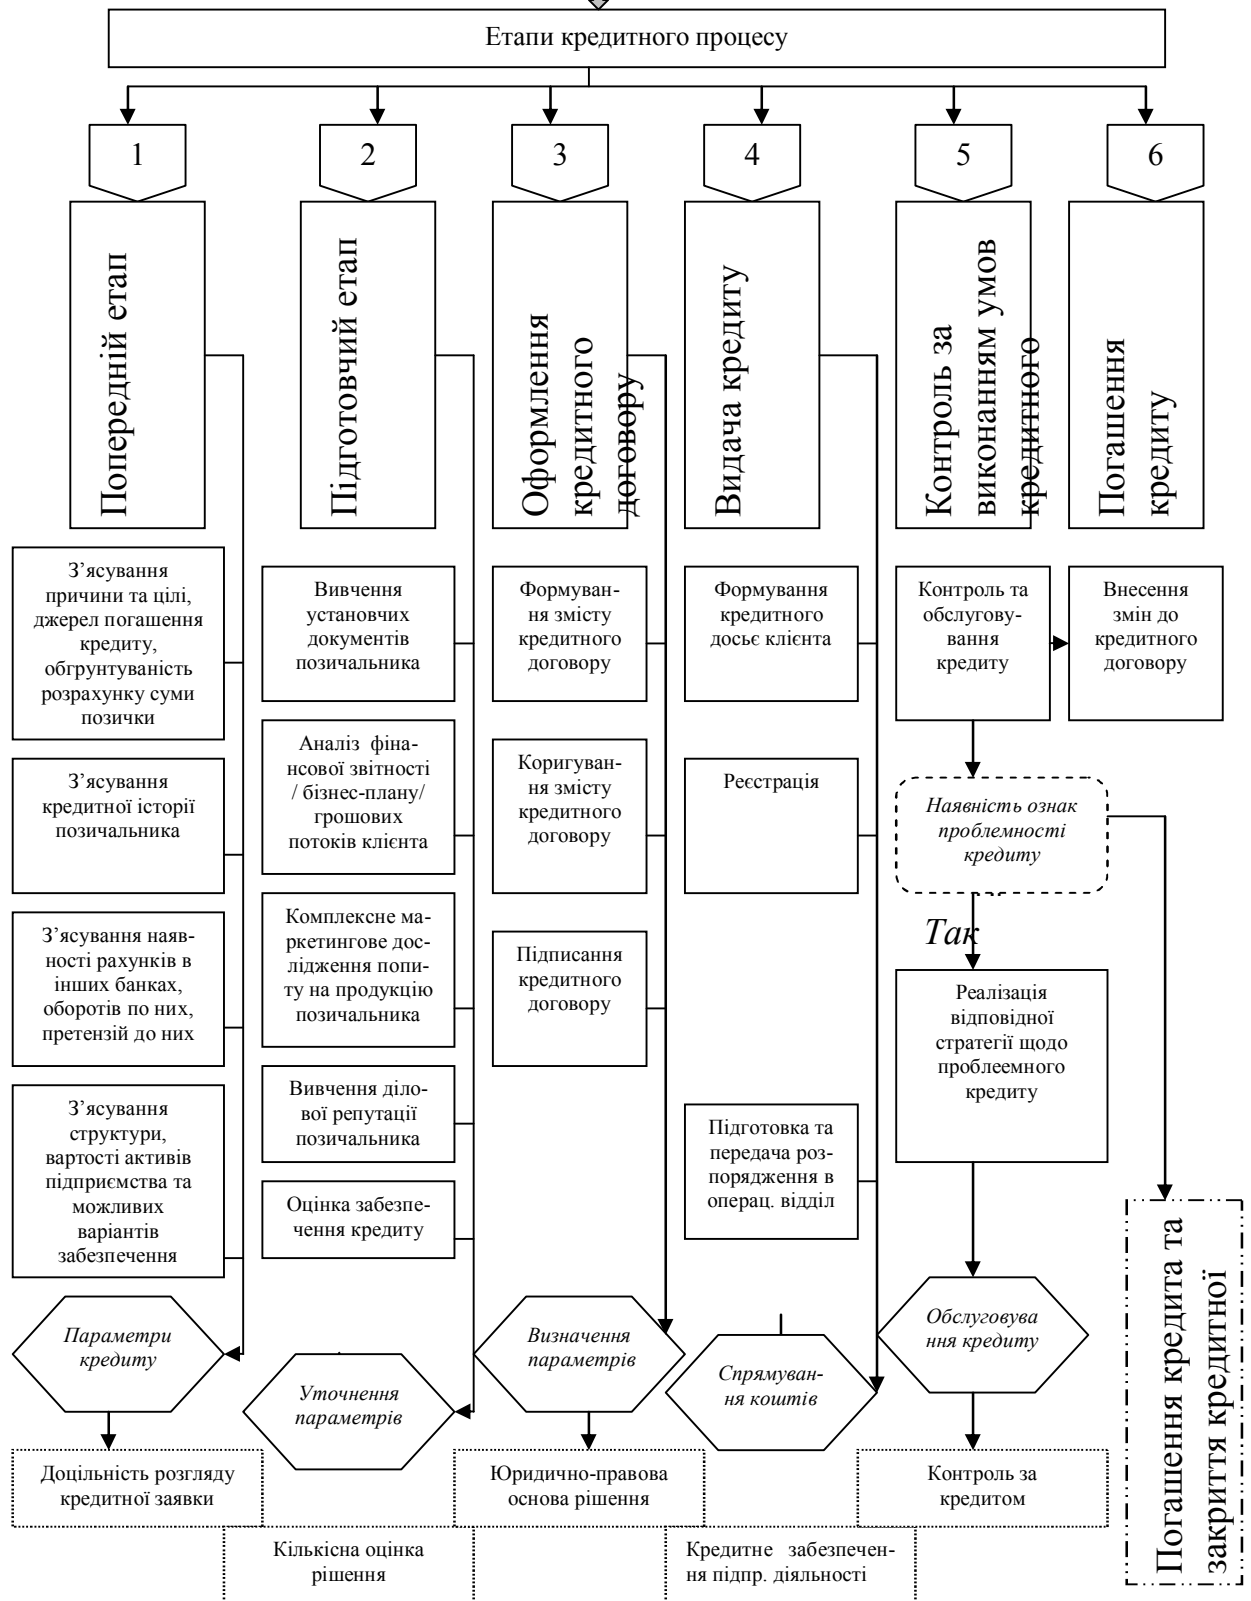 Етапи кредитного процесу
1
2
3
4
5
6
Попередній етап
Підготовчий етап
Оформлення
кредитного
договору
Видача кредиту
Контроль за
виконанням умов
кредитного
Погашення
кредиту
З’ясування
причини та цілі,
джерел погашення
кредиту,
обгрунтуваність
розрахунку суми
позички
З’ясування
кредитної історії
позичальника
З’ясування наяв-
ності рахунків в
інших банках,
оборотів по них,
претензій до них
З’ясування
структури,
вартості активів
підприємства та
можливих
варіантів
забезпечення
Параметри
кредиту
Доцільність розгляду
кредитної заявки
Вивчення
установчих
документів
позичальника
Аналіз фіна-
нсової звітності
/ бізнес-плану/
грошових
потоків клієнта
Комплексне ма-
ркетингове дос-
лідження попи-
ту на продукцію
позичальника
Вивчення діло-
вої репутації
позичальника
Оцінка забезпе-
чення кредиту
Уточнення
параметрів
Кількісна оцінка
рішення
Формуван-
ня змісту
кредитного
договору
Коригуван-
ня змісту
кредитного
договору
Підписання
кредитного
договору
Визначення
параметрів
Юридично-правова
основа рішення
Формування
кредитного
досьє клієнта
Реєстрація
Підготовка та
передача роз-
порядження в
операц. відділ
Спрямуван-
ня коштів
Кредитне забезпечен-
ня підпр. діяльності
Контроль та
обслугову-
вання
кредиту
Наявність ознак
проблемності
кредиту
Так
Реалізація
відповідної
стратегії щодо
проблеемного
кредиту
Обслуговува
ння кредиту
Контроль за
кредитом
Внесення
змін до
кредитного
договору
Погашення кредита та
закриття кредитної